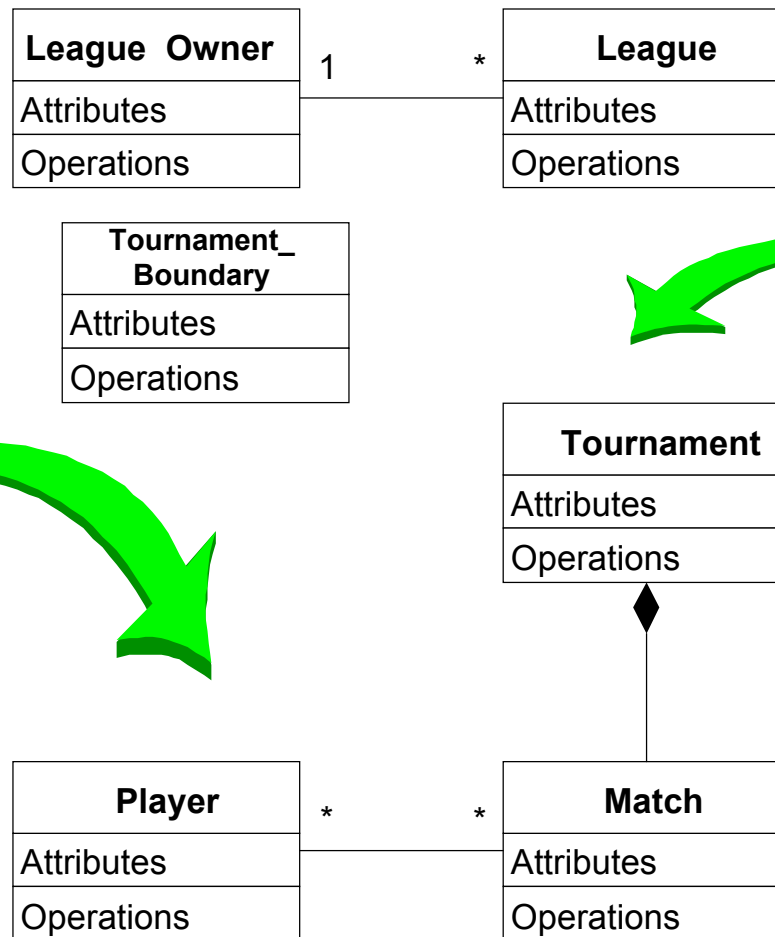 League Owner
Attributes
Operations
1 *
League
Attributes
Operations
Tournament_
Boundary
Attributes
Operations
Tournament
Attributes
Operations
Player
Attributes
Operations
* *
Match
Attributes
Operations